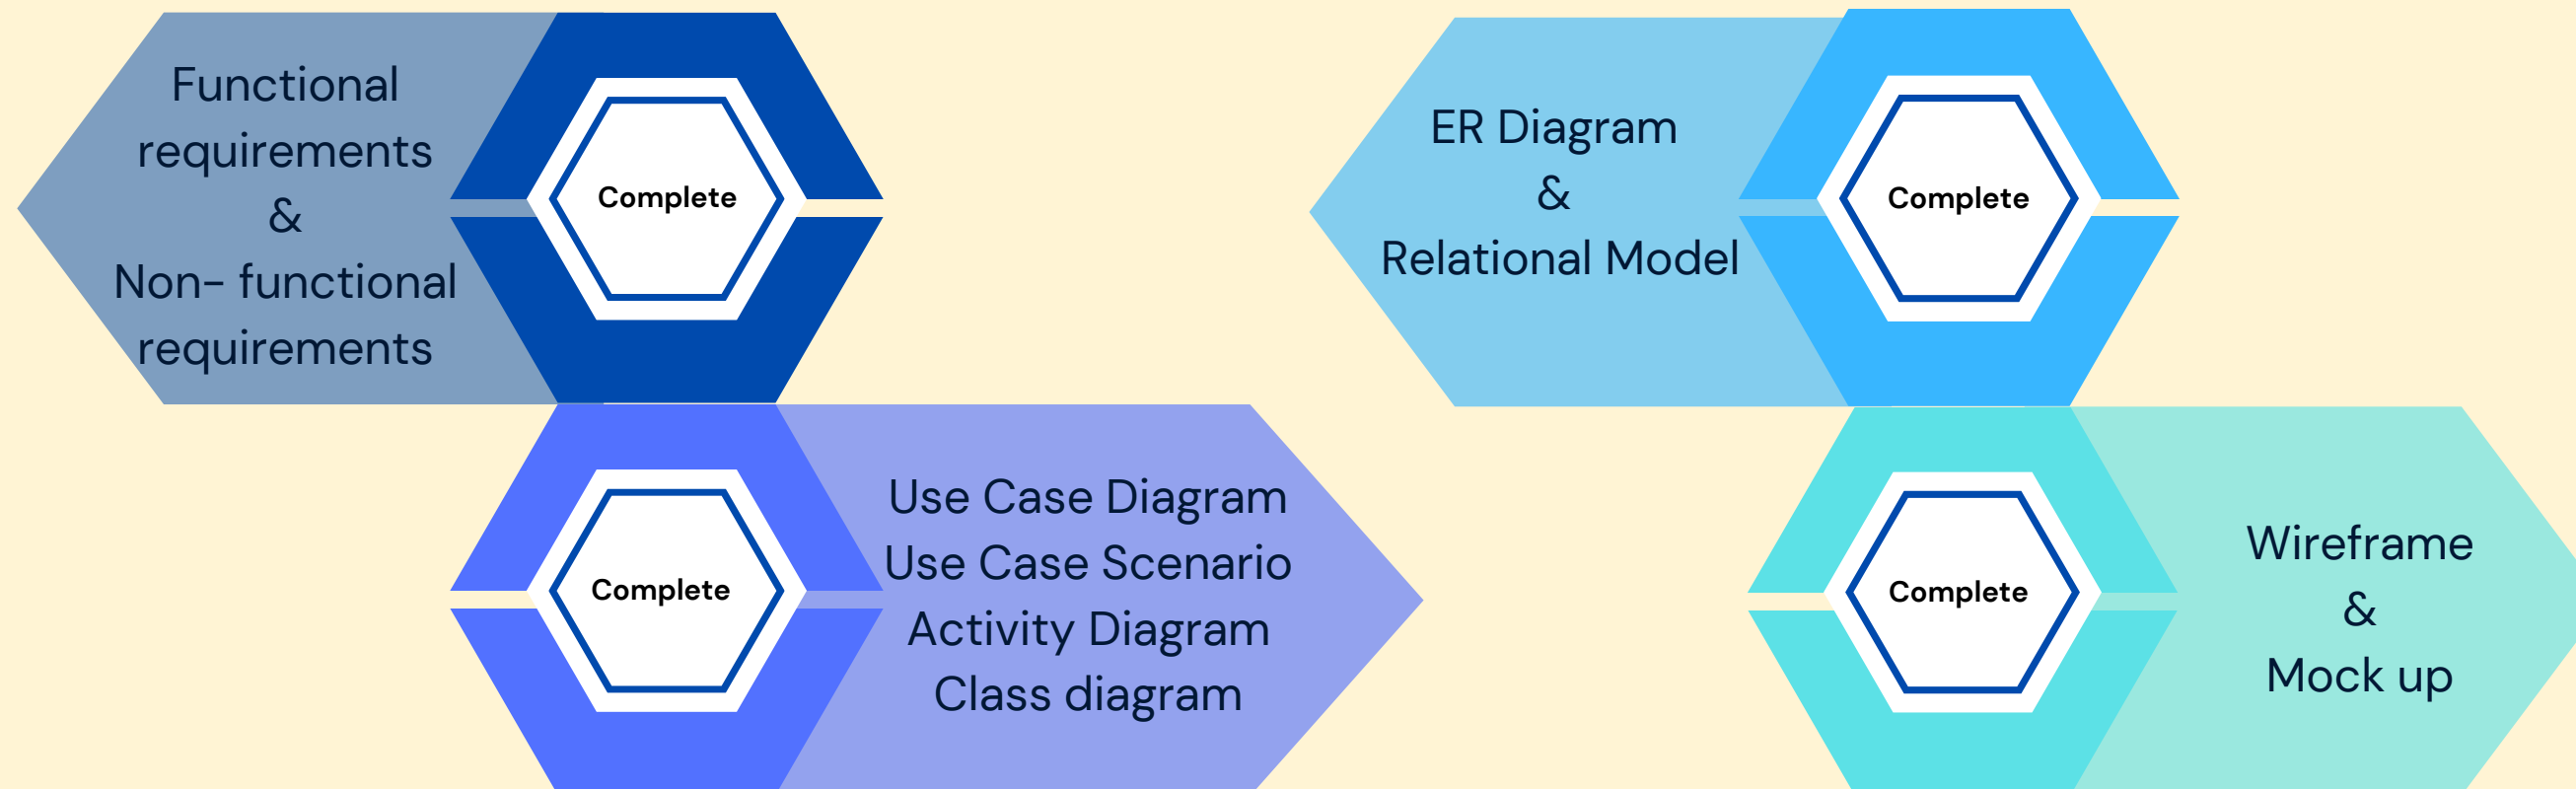 Functional
requirements
&
Non- functional
requirements
Complete
Complete
Use Case Diagram
Use Case Scenario
Activity Diagram
Class diagram
ER Diagram
&
Relational Model
Complete
Complete
Wireframe
&
Mock up